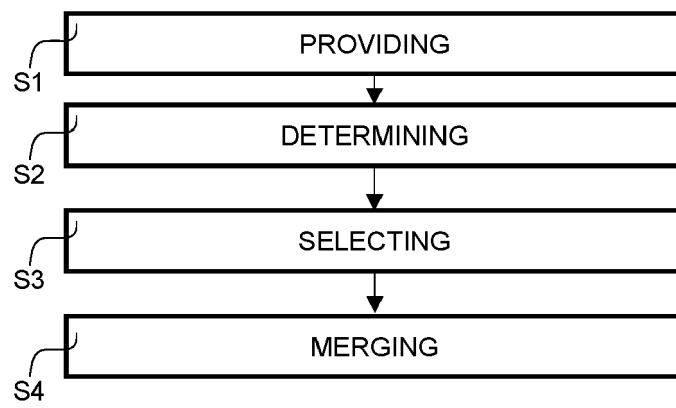 PROVIDING
S1
DETERMINING
S2
SELECTING
S3
MERGING
S4